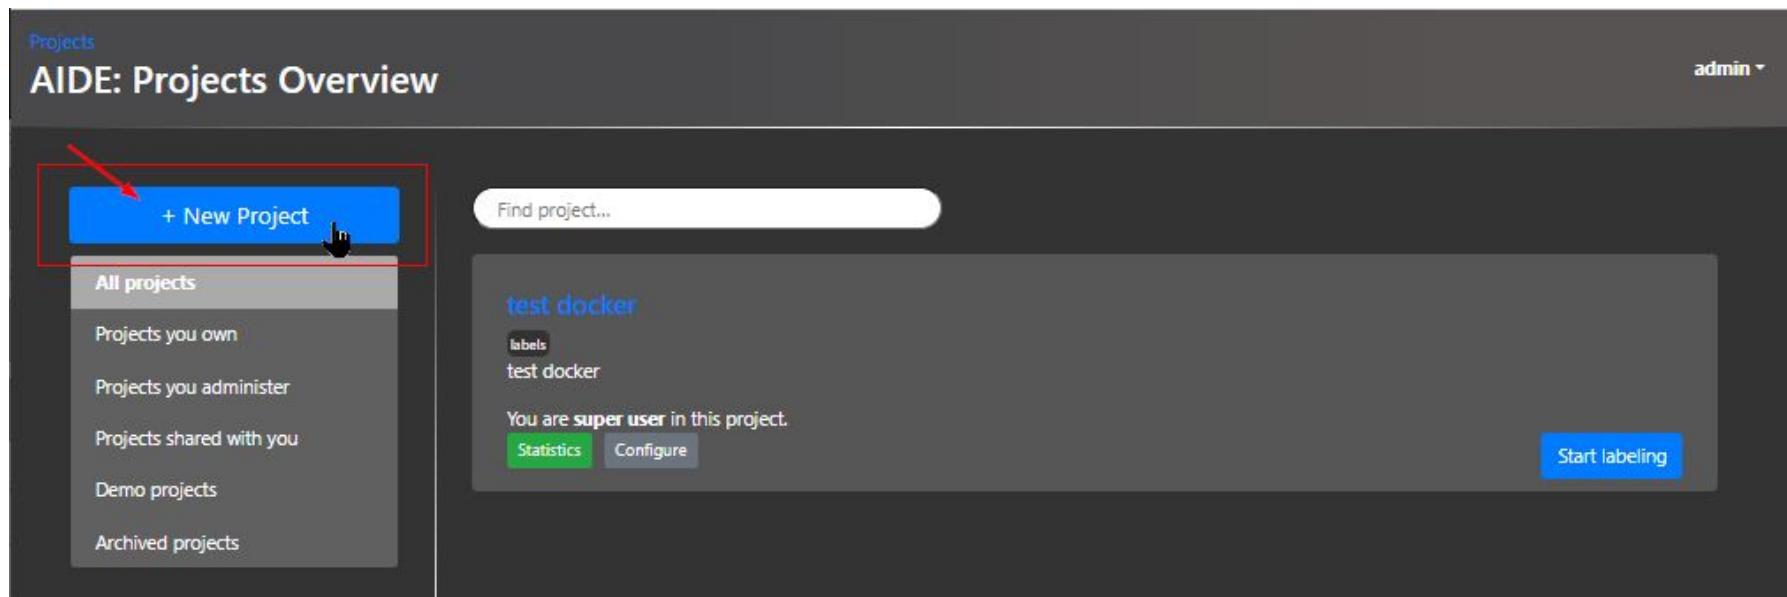 Projects
AIDE: Projects Overview
admin
+ New Project
All projects
Projects you own
Projects you administer
Projects shared with you
Demo projects
Archived projects
Find project...
test docker
labels
test docker
You are super user in this project.
Statistics Configure
Start labeling